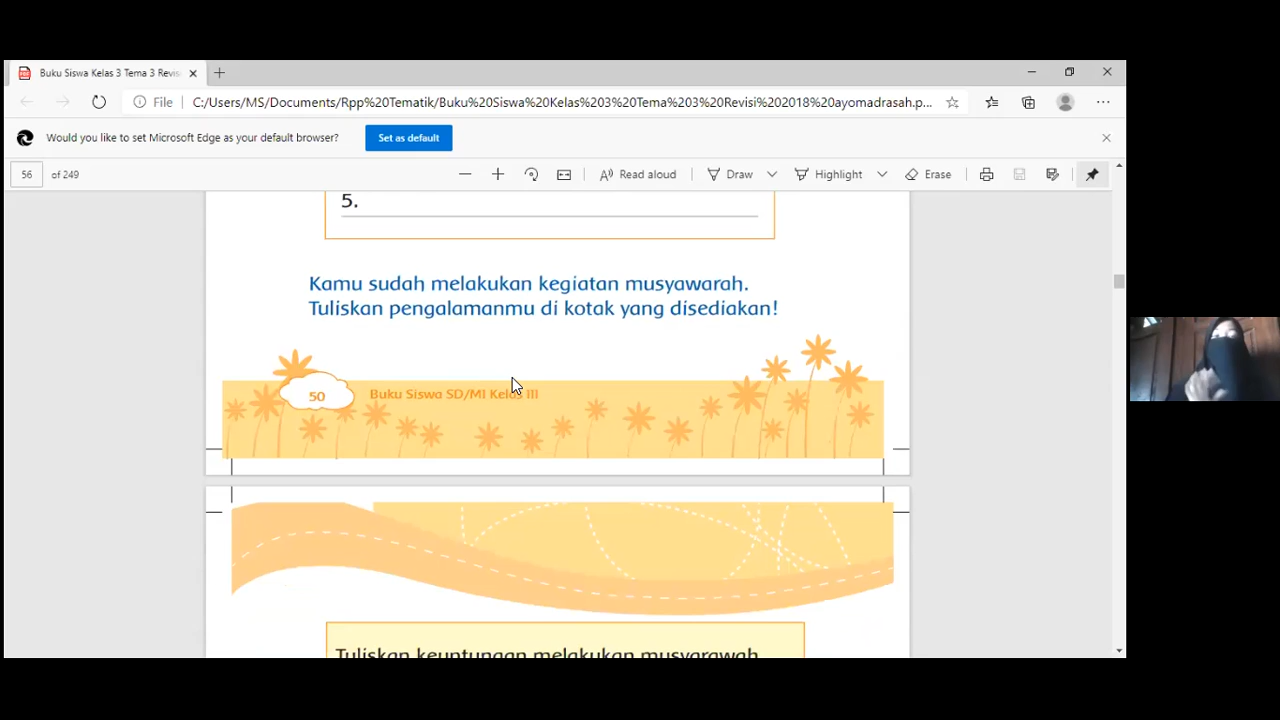 Buku Siswa Kelas 3 Tema 3 Revis
File C:/Users/MS/Documents/Rpp%20Tematik/Buku%20Siswa%20Kelas%203%20Tema%203%20Revisi%202018%20ayomadrasah.p...
Would you like to set Microsoft Edge as your default browser? Set as default
56 of 249 Read aloud Draw Highlight Erase
5.
Kamu sudah melakukan kegiatan musyawarah.
Tuliskan pengalamanmu di kotak yang disediakan!
50 Buku Siswa SD/MI Kelas III
Tuliskan keuntungan melakukan musyarawah